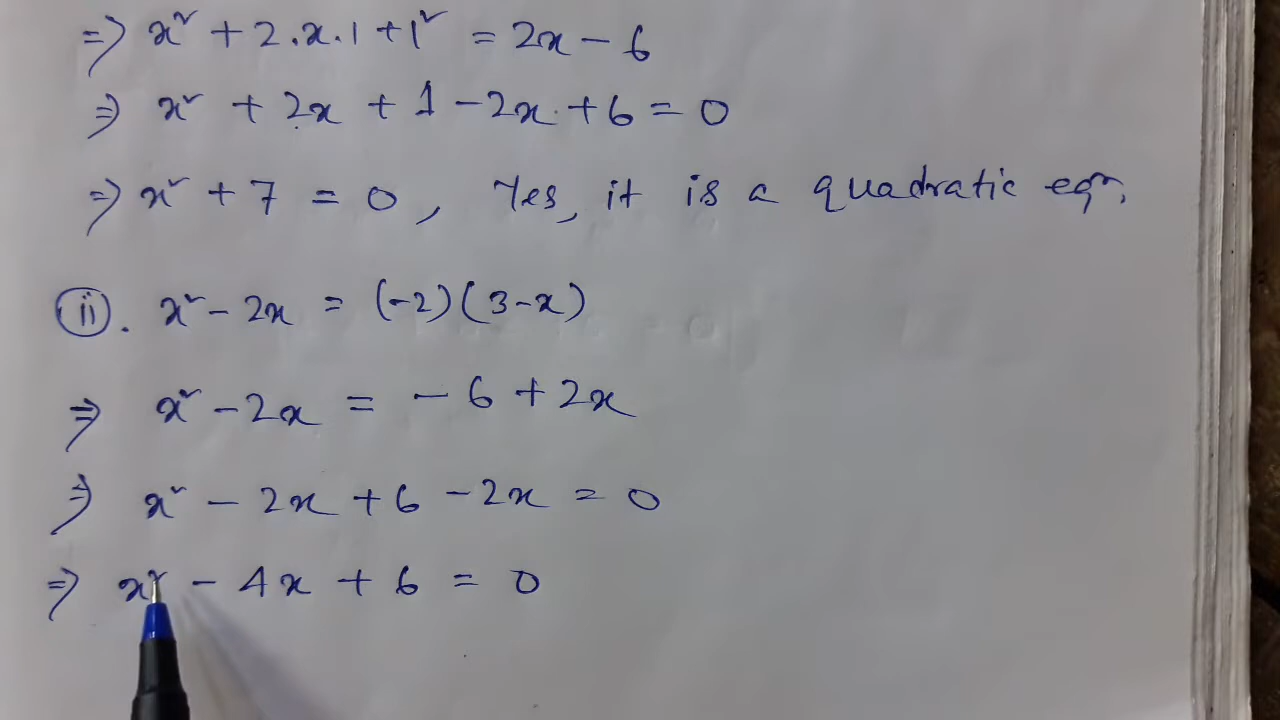 ⇒ x² + 2.x.1 + 1² = 2x - 6
⇒ x² + 2x + 1 - 2x + 6 = 0
⇒ x² + 7 = 0, Yes, it is a quadratic eqn.
(ii). x² - 2x = (-2)(3-x)
⇒ x² - 2x = - 6 + 2x
⇒ x² - 2x + 6 - 2x = 0
⇒ x² - 4x + 6 = 0